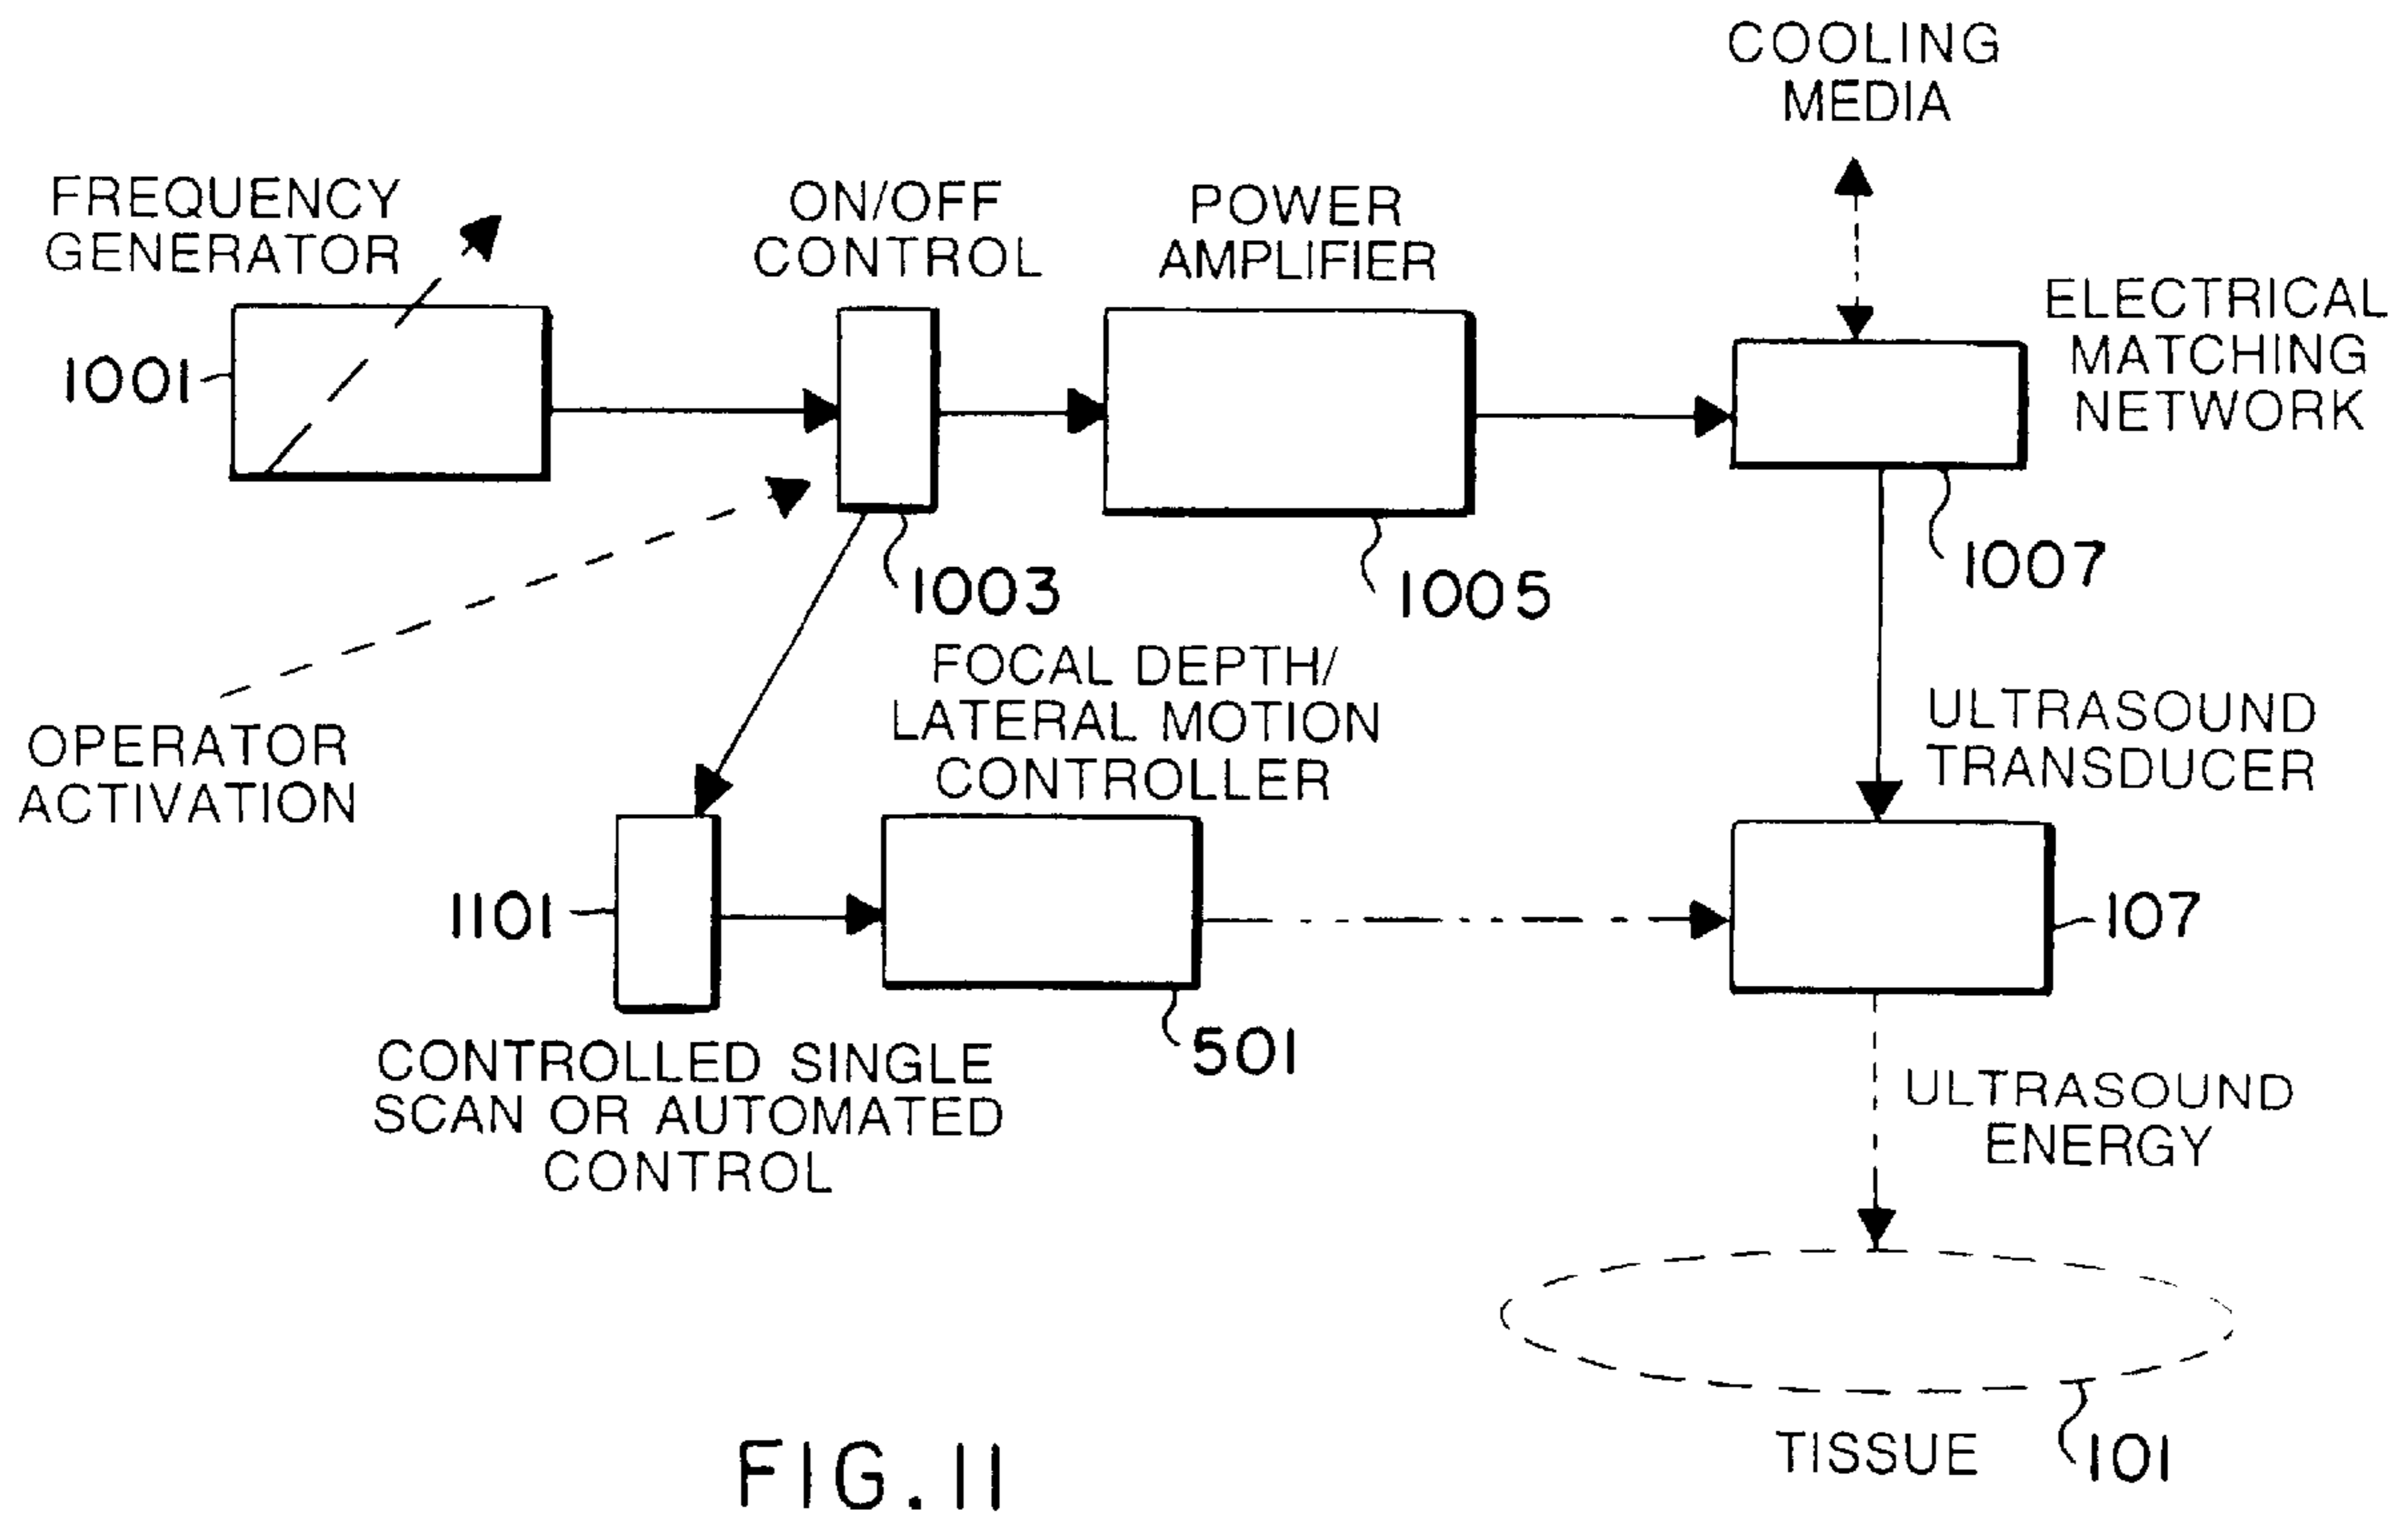 COOLING
MEDIA
FREQUENCY
GENERATOR
ON/OFF
CONTROL
POWER
AMPLIFIER
ELECTRICAL
MATCHING
NETWORK
1001
1003
1005
1007
OPERATOR
ACTIVATION
FOCAL DEPTH/
LATERAL MOTION
CONTROLLER
ULTRASOUND
TRANSDUCER
1101
501
107
CONTROLLED SINGLE
SCAN OR AUTOMATED
CONTROL
ULTRASOUND
ENERGY
TISSUE
101
FIG. 11